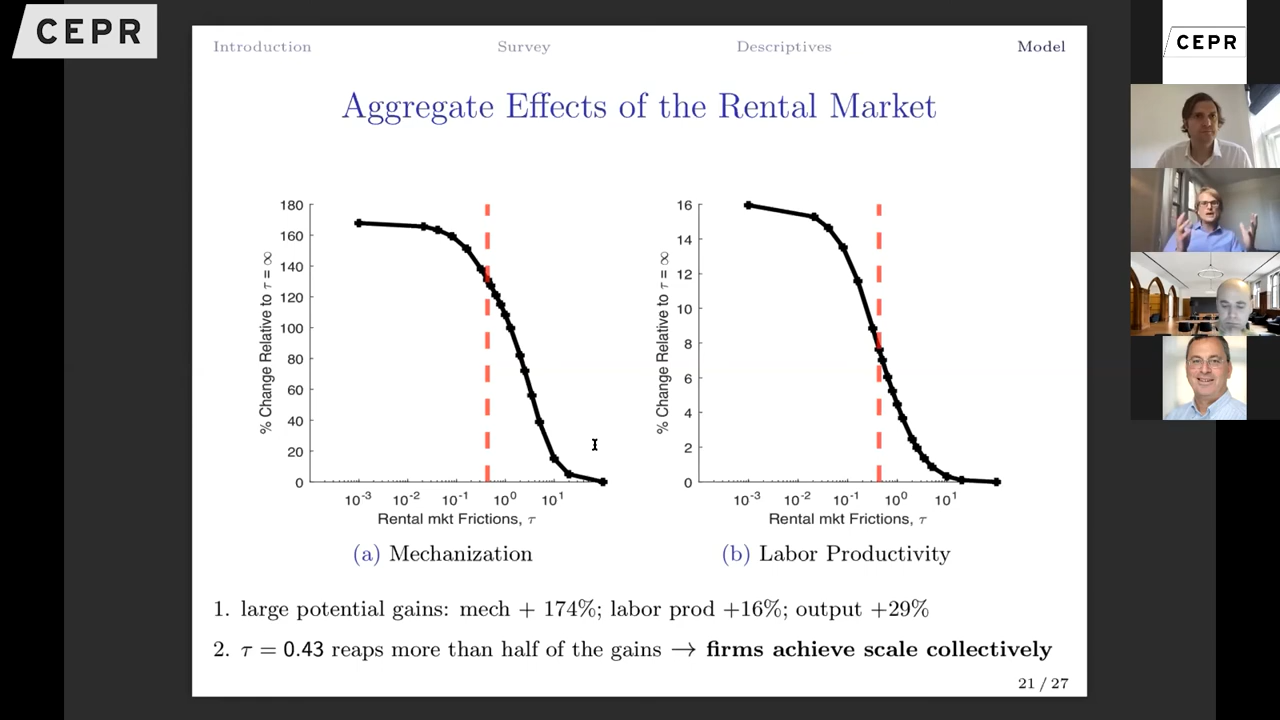 CEPR
CEPR
Introduction Survey Descriptives Model
Aggregate Effects of the Rental Market
180
160
140
120
100
80
60
40
20
0
% Change Relative to τ = ∞
10⁻³ 10⁻² 10⁻¹ 10⁰ 10¹
Rental mkt Frictions, τ
(a) Mechanization
16
14
12
10
8
6
4
2
0
% Change Relative to τ = ∞
10⁻³ 10⁻² 10⁻¹ 10⁰ 10¹
Rental mkt Frictions, τ
(b) Labor Productivity
1. large potential gains: mech + 174%; labor prod +16%; output +29%
2. τ = 0.43 reaps more than half of the gains → firms achieve scale collectively
21 / 27